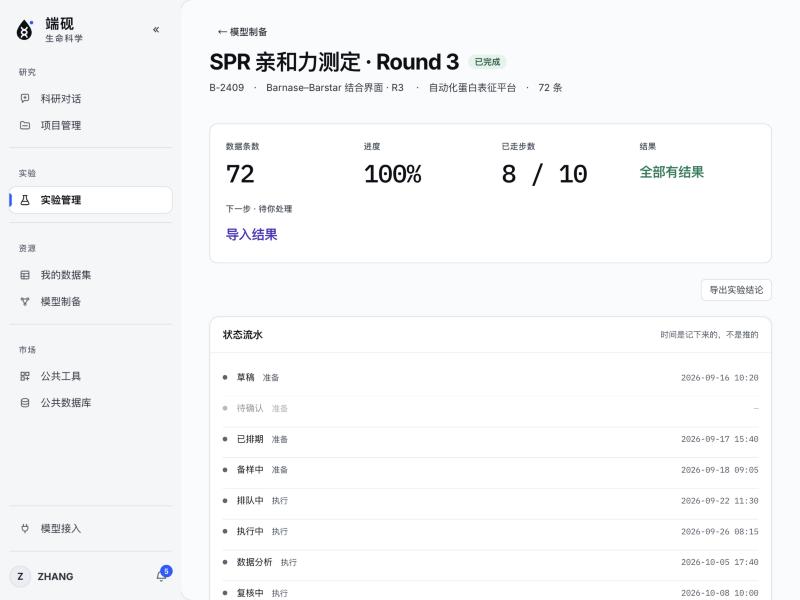 端砚
生命科学
«
研究
科研对话
项目管理
实验
实验管理
资源
我的数据集
模型制备
市场
公共工具
公共数据库
模型接入
Z ZHANG 5
← 模型制备
SPR 亲和力测定 · Round 3 已完成
B-2409 · Barnase–Barstar 结合界面 · R3 · 自动化蛋白表征平台 · 72 条
数据条数 进度 已走步数 结果
72 100% 8 / 10 全部有结果
下一步 · 待你处理
导入结果
导出实验结论
状态流水 时间是记下来的，不是推的
草稿 准备 2026-09-16 10:20
待确认 准备 —
已排期 准备 2026-09-17 15:40
备样中 准备 2026-09-18 09:05
排队中 执行 2026-09-22 11:30
执行中 执行 2026-09-26 08:15
数据分析 执行 2026-10-05 17:40
复核中 执行 2026-10-08 10:00